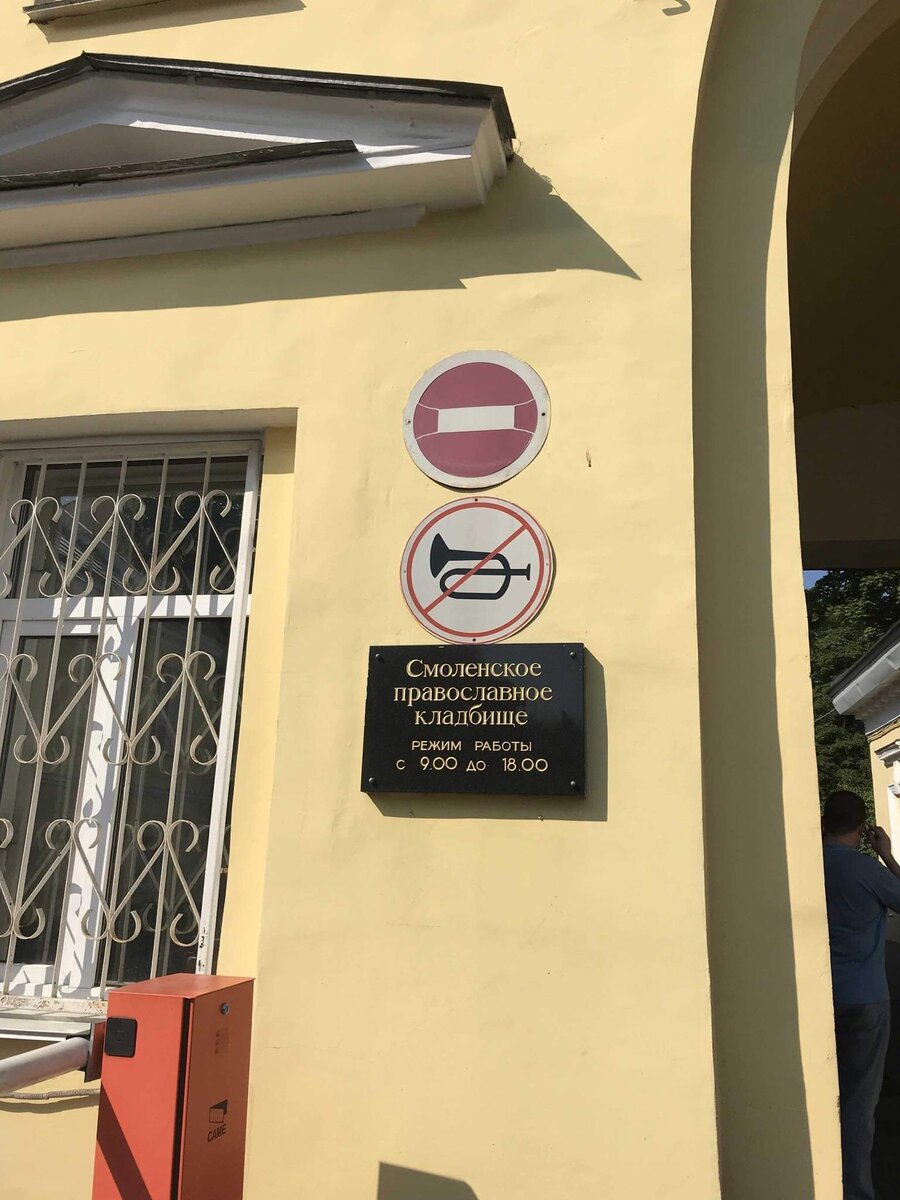 Смоленское
православное
кладбище
РЕЖИМ РАБОТЫ
с 9.00 до 18.00
CAME